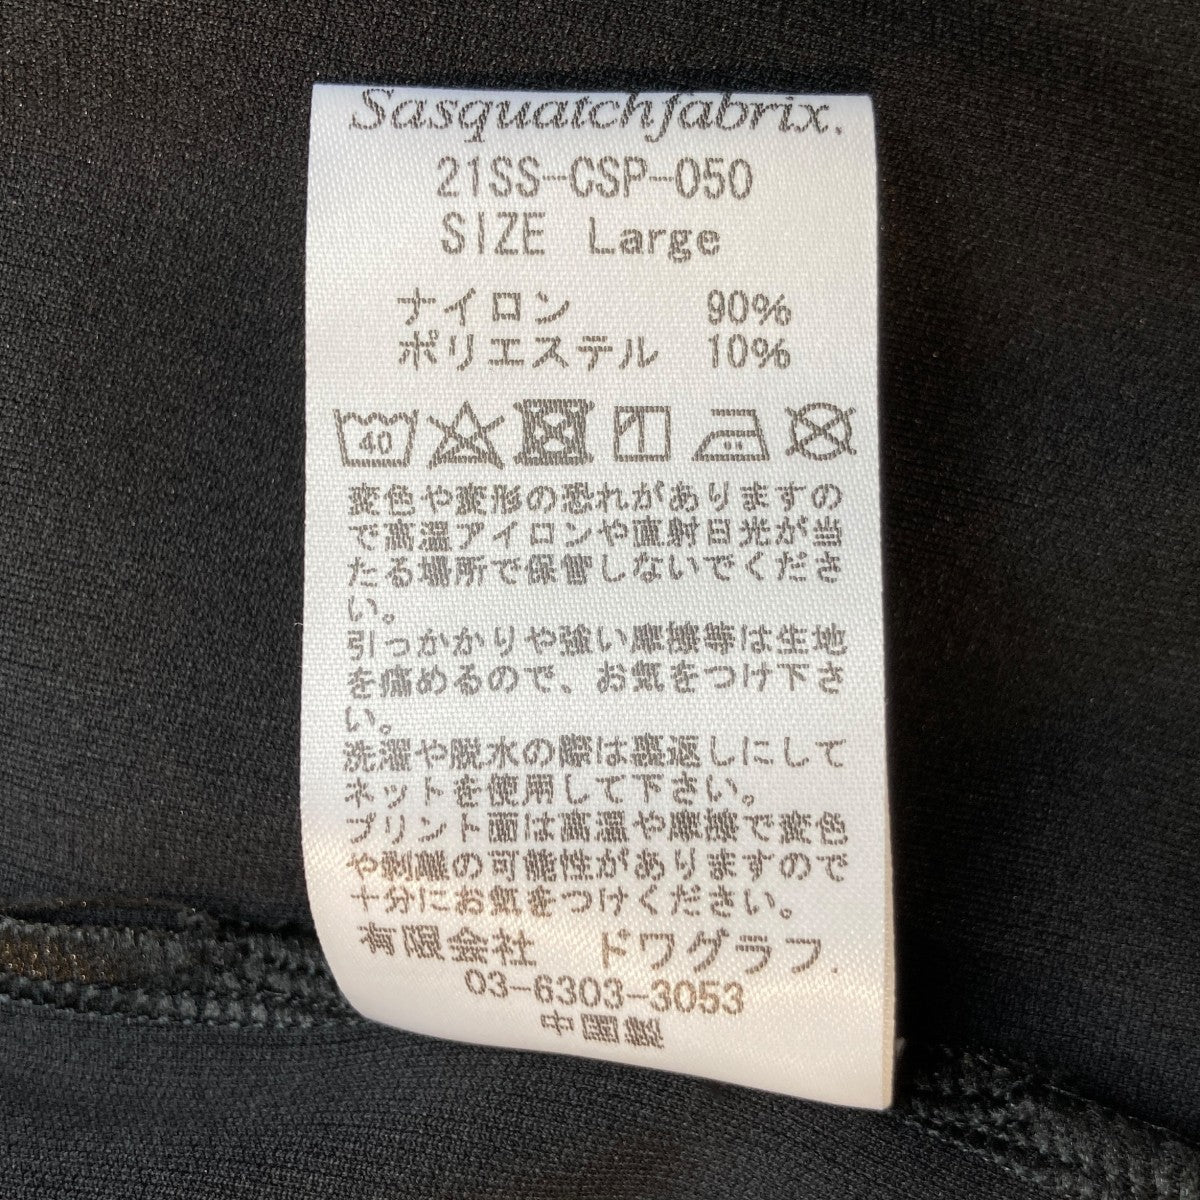 Sasquatchfabrix.
21SS-CSP-050
SIZE Large
ナイロン 90%
ポリエステル 10%
40
変色や変形の恐れがありますの
で高温アイロンや直射日光が当
たる場所で保管しないでくださ
い。
引っかかりや強い摩擦等は生地
を痛めるので、お気をつけ下さ
い。
洗濯や脱水の際は裏返しにして
ネットを使用して下さい。
プリント面は高温や摩擦で変色
や剥離の可能性がありますので
十分にお気をつけください。
有限会社 ドワグラフ.
03-6303-3053
中国製